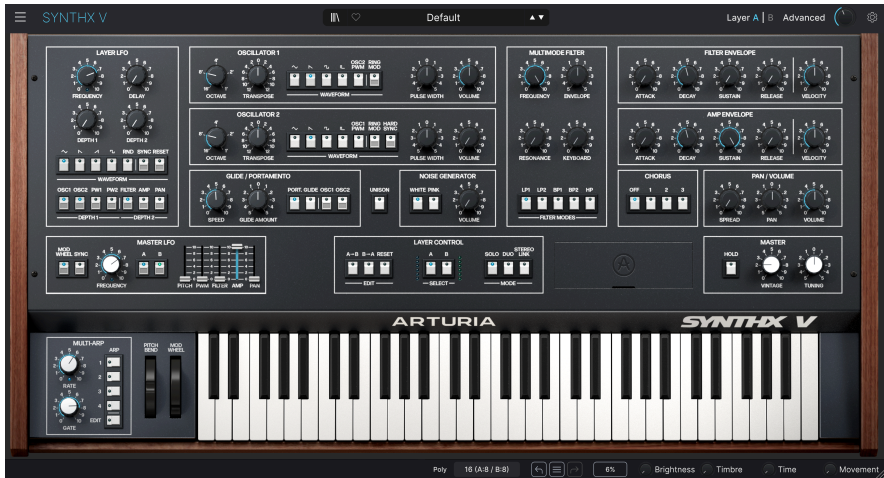 SYNTHX V
Default
Layer A | B Advanced
LAYER LFO
FREQUENCY DELAY
DEPTH 1 DEPTH 2
RND SYNC RESET
WAVEFORM
OSC1 OSC2 PW1 PW2 FILTER AMP PAN
DEPTH 1 DEPTH 2
OSCILLATOR 1
OCTAVE TRANSPOSE
OSC2 PWM RING MOD
WAVEFORM
PULSE WIDTH VOLUME
OSCILLATOR 2
OCTAVE TRANSPOSE
OSC1 PWM RING MOD HARD SYNC
WAVEFORM
PULSE WIDTH VOLUME
GLIDE / PORTAMENTO
SPEED GLIDE AMOUNT
PORT. GLIDE OSC1 OSC2
UNISON
NOISE GENERATOR
WHITE PINK
VOLUME
MULTIMODE FILTER
FREQUENCY ENVELOPE
RESONANCE KEYBOARD
LP1 LP2 BP1 BP2 HP
FILTER MODES
FILTER ENVELOPE
ATTACK DECAY SUSTAIN RELEASE VELOCITY
AMP ENVELOPE
ATTACK DECAY SUSTAIN RELEASE VELOCITY
CHORUS
OFF 1 2 3
PAN / VOLUME
SPREAD PAN VOLUME
MASTER LFO
MOD WHEEL SYNC
FREQUENCY
A B
PITCH PWM FILTER AMP PAN
LAYER CONTROL
A→B B→A RESET
EDIT
A B
SELECT
SOLO DUO STEREO LINK
MODE
MASTER
HOLD
VINTAGE TUNING
ARTURIA
SYNTHX V
MULTI-ARP
ARP
RATE
GATE
1
2
3
4
EDIT
PITCH BEND
MOD WHEEL
Poly 16 (A:8 / B:8) 6% Brightness Timbre Time Movement